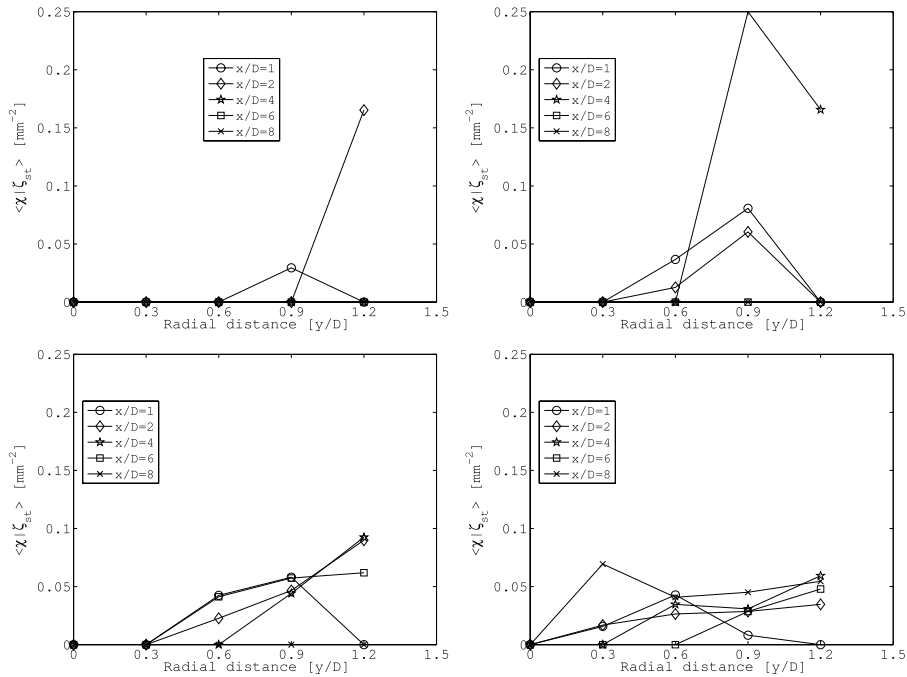 0.25
0.2
0.15
0.1
0.05
0
<χ|ζst> [mm−2]
x/D=1
x/D=2
x/D=4
x/D=6
x/D=8
0 0.3 0.6 0.9 1.2 1.5
Radial distance [y/D]
0.25
0.2
0.15
0.1
0.05
0
<χ|ζst> [mm−2]
x/D=1
x/D=2
x/D=4
x/D=6
x/D=8
0 0.3 0.6 0.9 1.2 1.5
Radial distance [y/D]
0.25
0.2
0.15
0.1
0.05
0
<χ|ζst> [mm−2]
x/D=1
x/D=2
x/D=4
x/D=6
x/D=8
0 0.3 0.6 0.9 1.2 1.5
Radial distance [y/D]
0.25
0.2
0.15
0.1
0.05
0
<χ|ζst> [mm−2]
x/D=1
x/D=2
x/D=4
x/D=6
x/D=8
0 0.3 0.6 0.9 1.2 1.5
Radial distance [y/D]